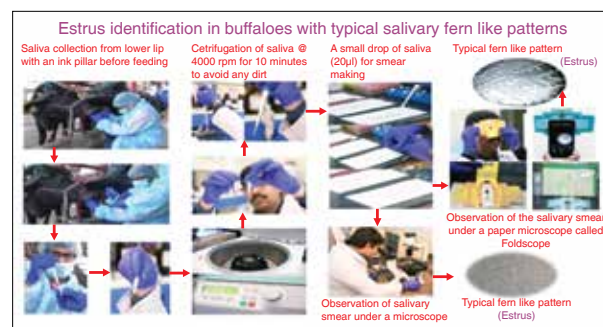 Estrus identification in buffaloes with typical salivary fern like patterns
Saliva collection from lower lip
with an ink pillar before feeding
Cetrifugation of saliva @
4000 rpm for 10 minutes
to avoid any dirt
A small drop of saliva
(20µl) for smear
making
Typical fern like pattern
(Estrus)
Observation of the salivary smear
under a paper microscope called
Foldscope
Observation of salivary
smear under a microscope
Typical fern like pattern
(Estrus)